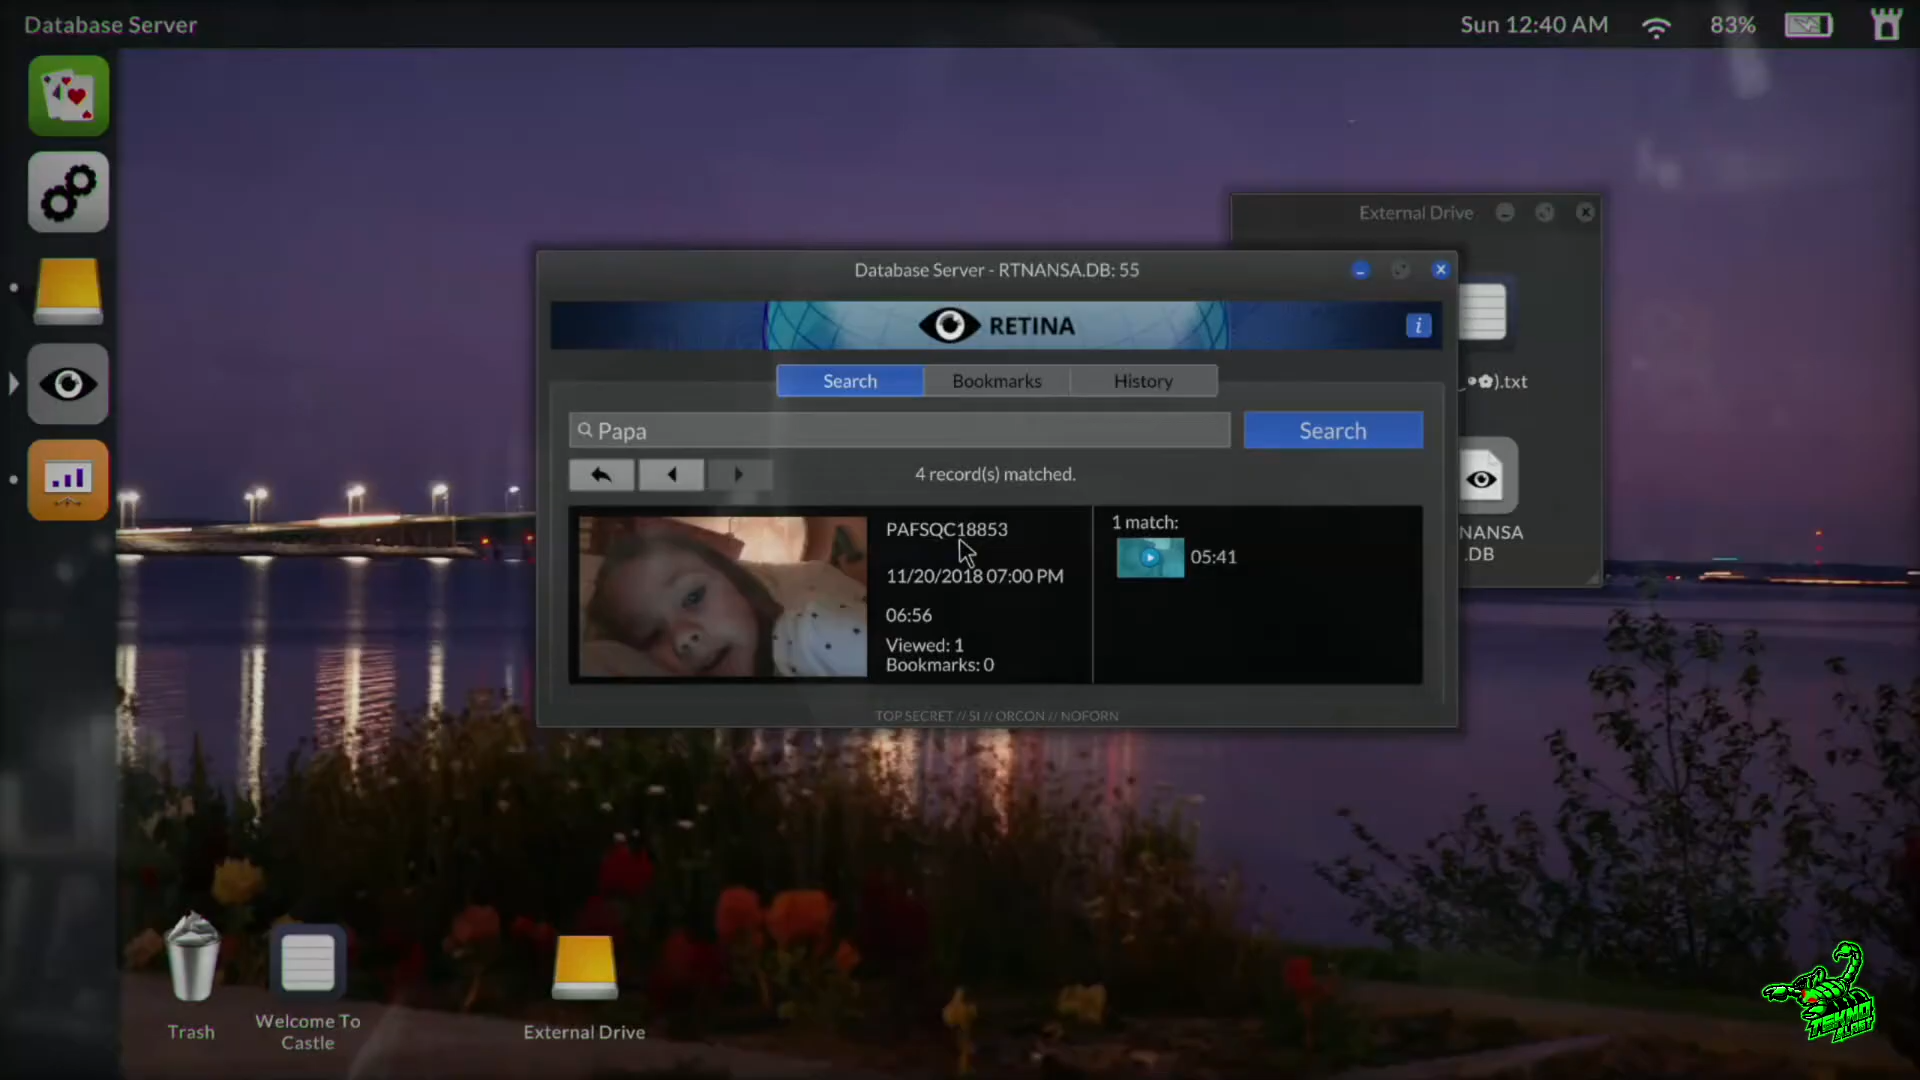 Database Server
Sun 12:40 AM
83%
External Drive
Database Server - RTNANSA.DB: 55
RETINA
i
Search
Bookmarks
History
Papa
Search
4 record(s) matched.
PAFSQC18853
11/20/2018 07:00 PM
06:56
Viewed: 1
Bookmarks: 0
1 match:
05:41
TOP SECRET // SI // ORCON // NOFORN
•✿).txt
NANSA
.DB
Trash
Welcome To
Castle
External Drive
TEKNO